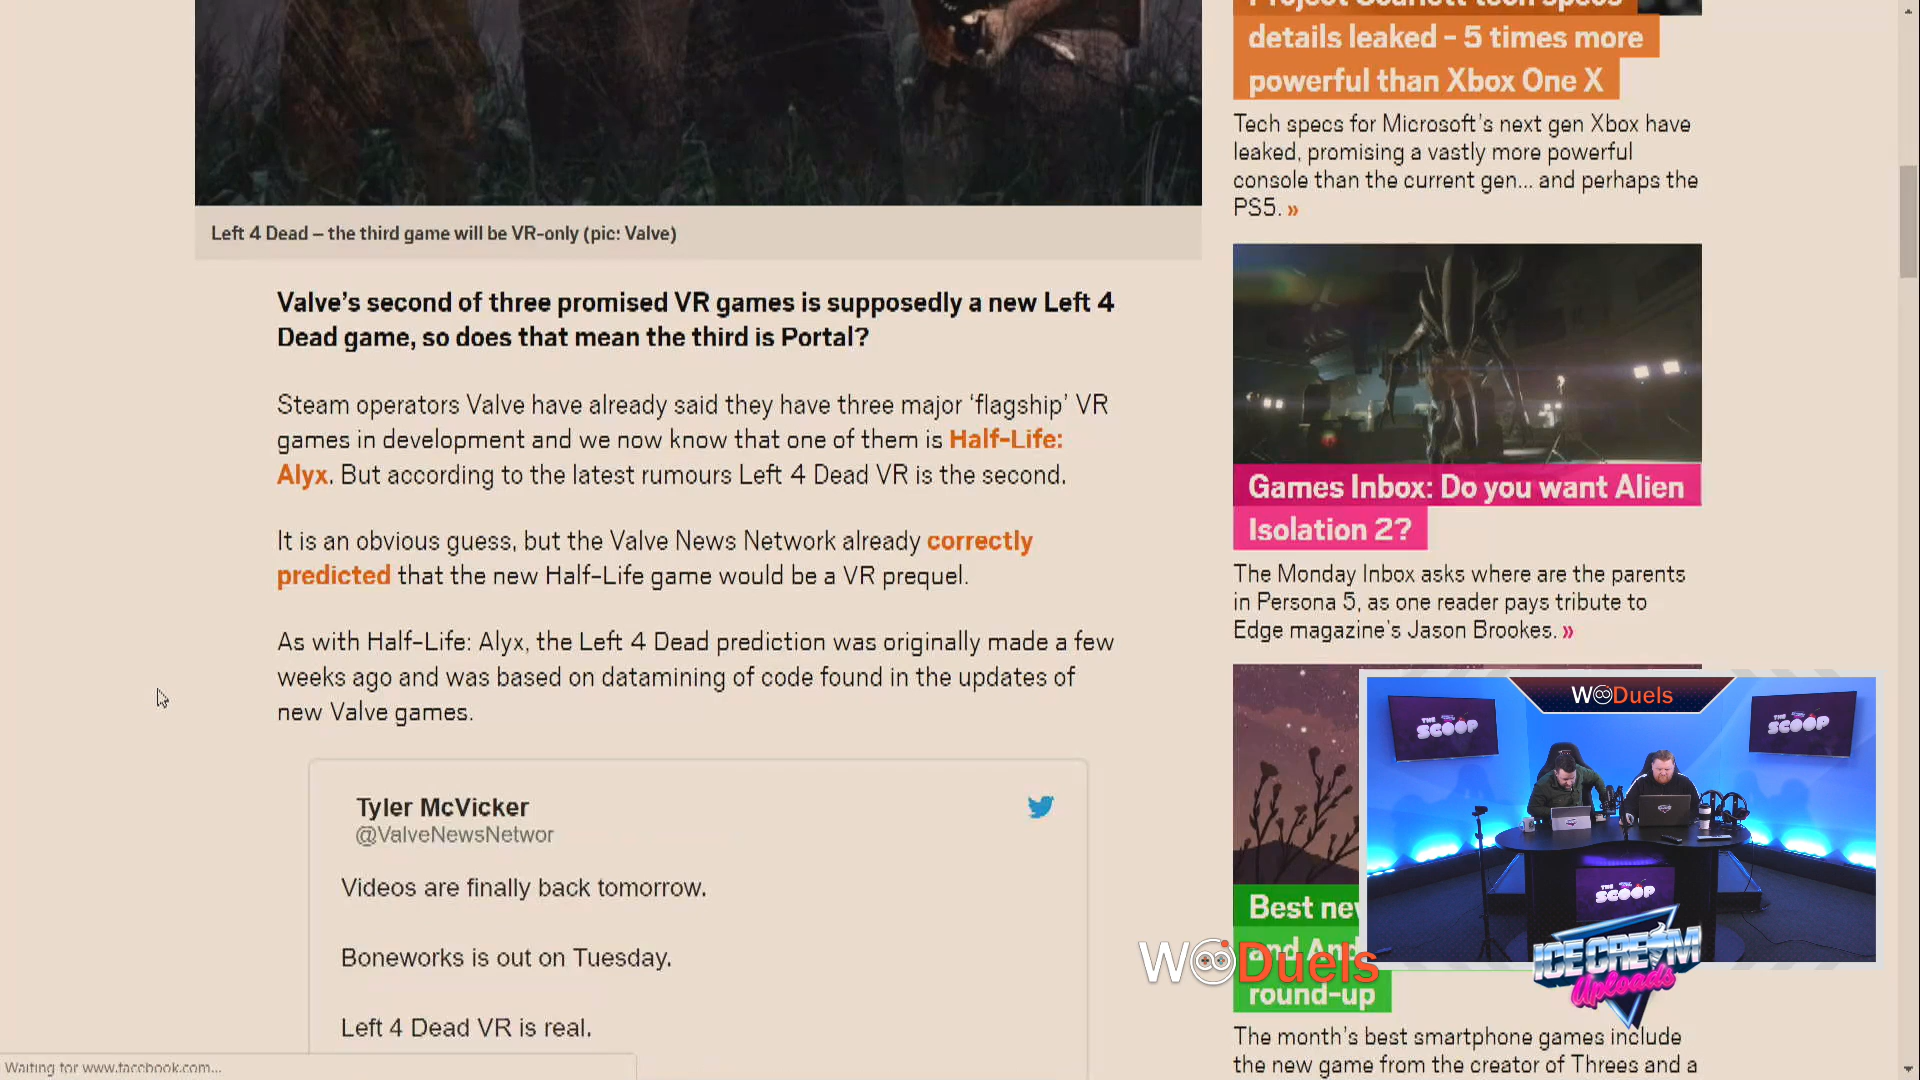 Left 4 Dead – the third game will be VR-only (pic: Valve)
Valve's second of three promised VR games is supposedly a new Left 4
Dead game, so does that mean the third is Portal?
Steam operators Valve have already said they have three major 'flagship' VR
games in development and we now know that one of them is Half-Life:
Alyx. But according to the latest rumours Left 4 Dead VR is the second.
It is an obvious guess, but the Valve News Network already correctly
predicted that the new Half-Life game would be a VR prequel.
As with Half-Life: Alyx, the Left 4 Dead prediction was originally made a few
weeks ago and was based on datamining of code found in the updates of
new Valve games.
Tyler McVicker
@ValveNewsNetwor
Videos are finally back tomorrow.
Boneworks is out on Tuesday.
Left 4 Dead VR is real.
Waiting for www.facebook.com...
Project Scarlett tech specs
details leaked - 5 times more
powerful than Xbox One X
Tech specs for Microsoft's next gen Xbox have
leaked, promising a vastly more powerful
console than the current gen... and perhaps the
PS5. »
Games Inbox: Do you want Alien
Isolation 2?
The Monday Inbox asks where are the parents
in Persona 5, as one reader pays tribute to
Edge magazine's Jason Brookes. »
Best
and
round-up
The month's best smartphone games include
the new game from the creator of Threes and a
WooDuels
THE
SCOOP
THE
SCOOP
THE
SCOOP
WooDuels
ICE CREAM
Uploads